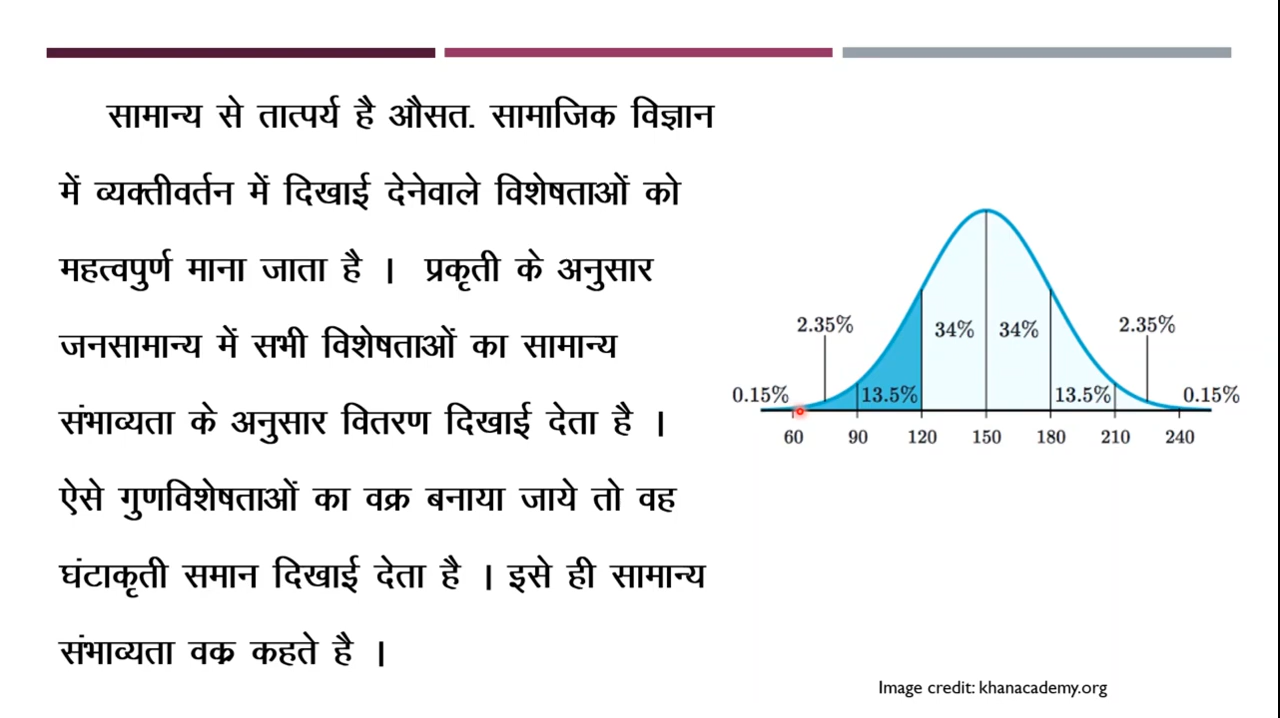 सामान्य से तात्पर्य है औसत. सामाजिक विज्ञान
में व्यक्तीवर्तन में दिखाई देनेवाले विशेषताओं को
महत्वपुर्ण माना जाता है । प्रकृती के अनुसार
जनसामान्य में सभी विशेषताओं का सामान्य
संभाव्यता के अनुसार वितरण दिखाई देता है ।
ऐसे गुणविशेषताओं का वक्र बनाया जाये तो वह
घंटाकृती समान दिखाई देता है । इसे ही सामान्य
संभाव्यता वक्र कहते है ।
2.35% 2.35%
34% 34%
0.15% 13.5% 13.5% 0.15%
60 90 120 150 180 210 240
Image credit: khanacademy.org